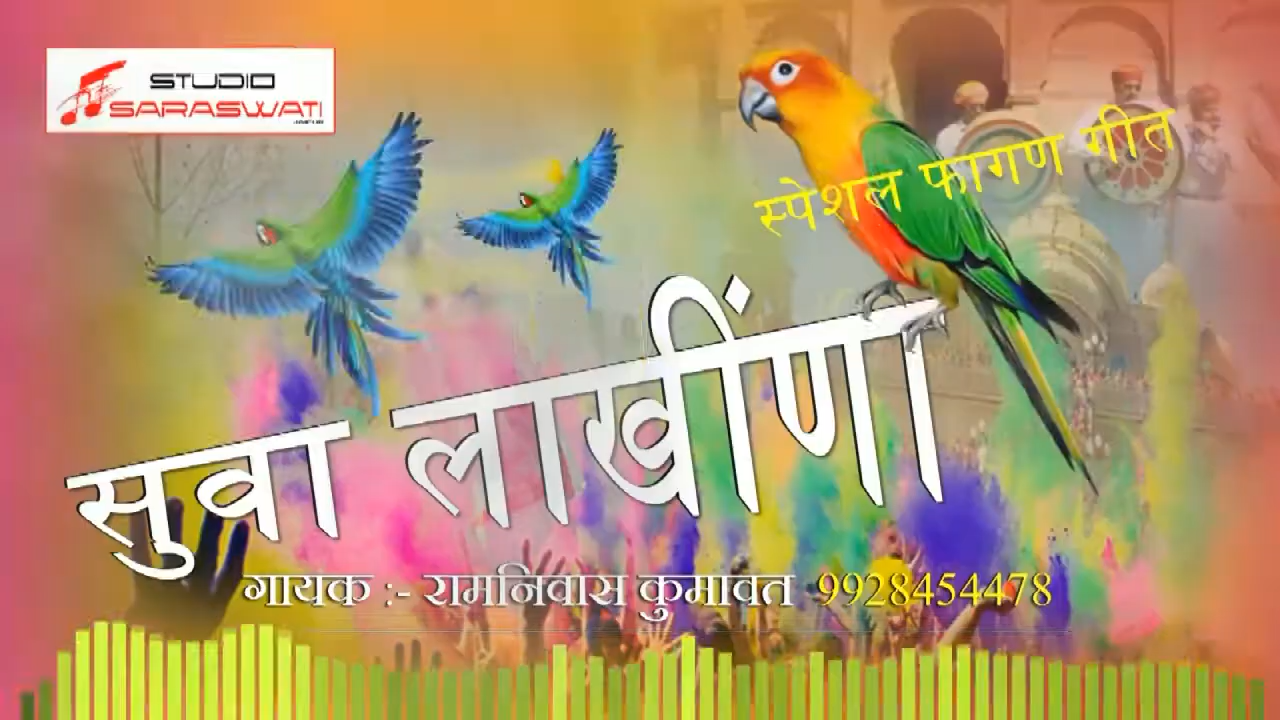 STUDIO
SARASWATI
स्पेशल फागण गीत
सुवा लाखींणा
गायक :- रामनिवास कुमावत 9928454478